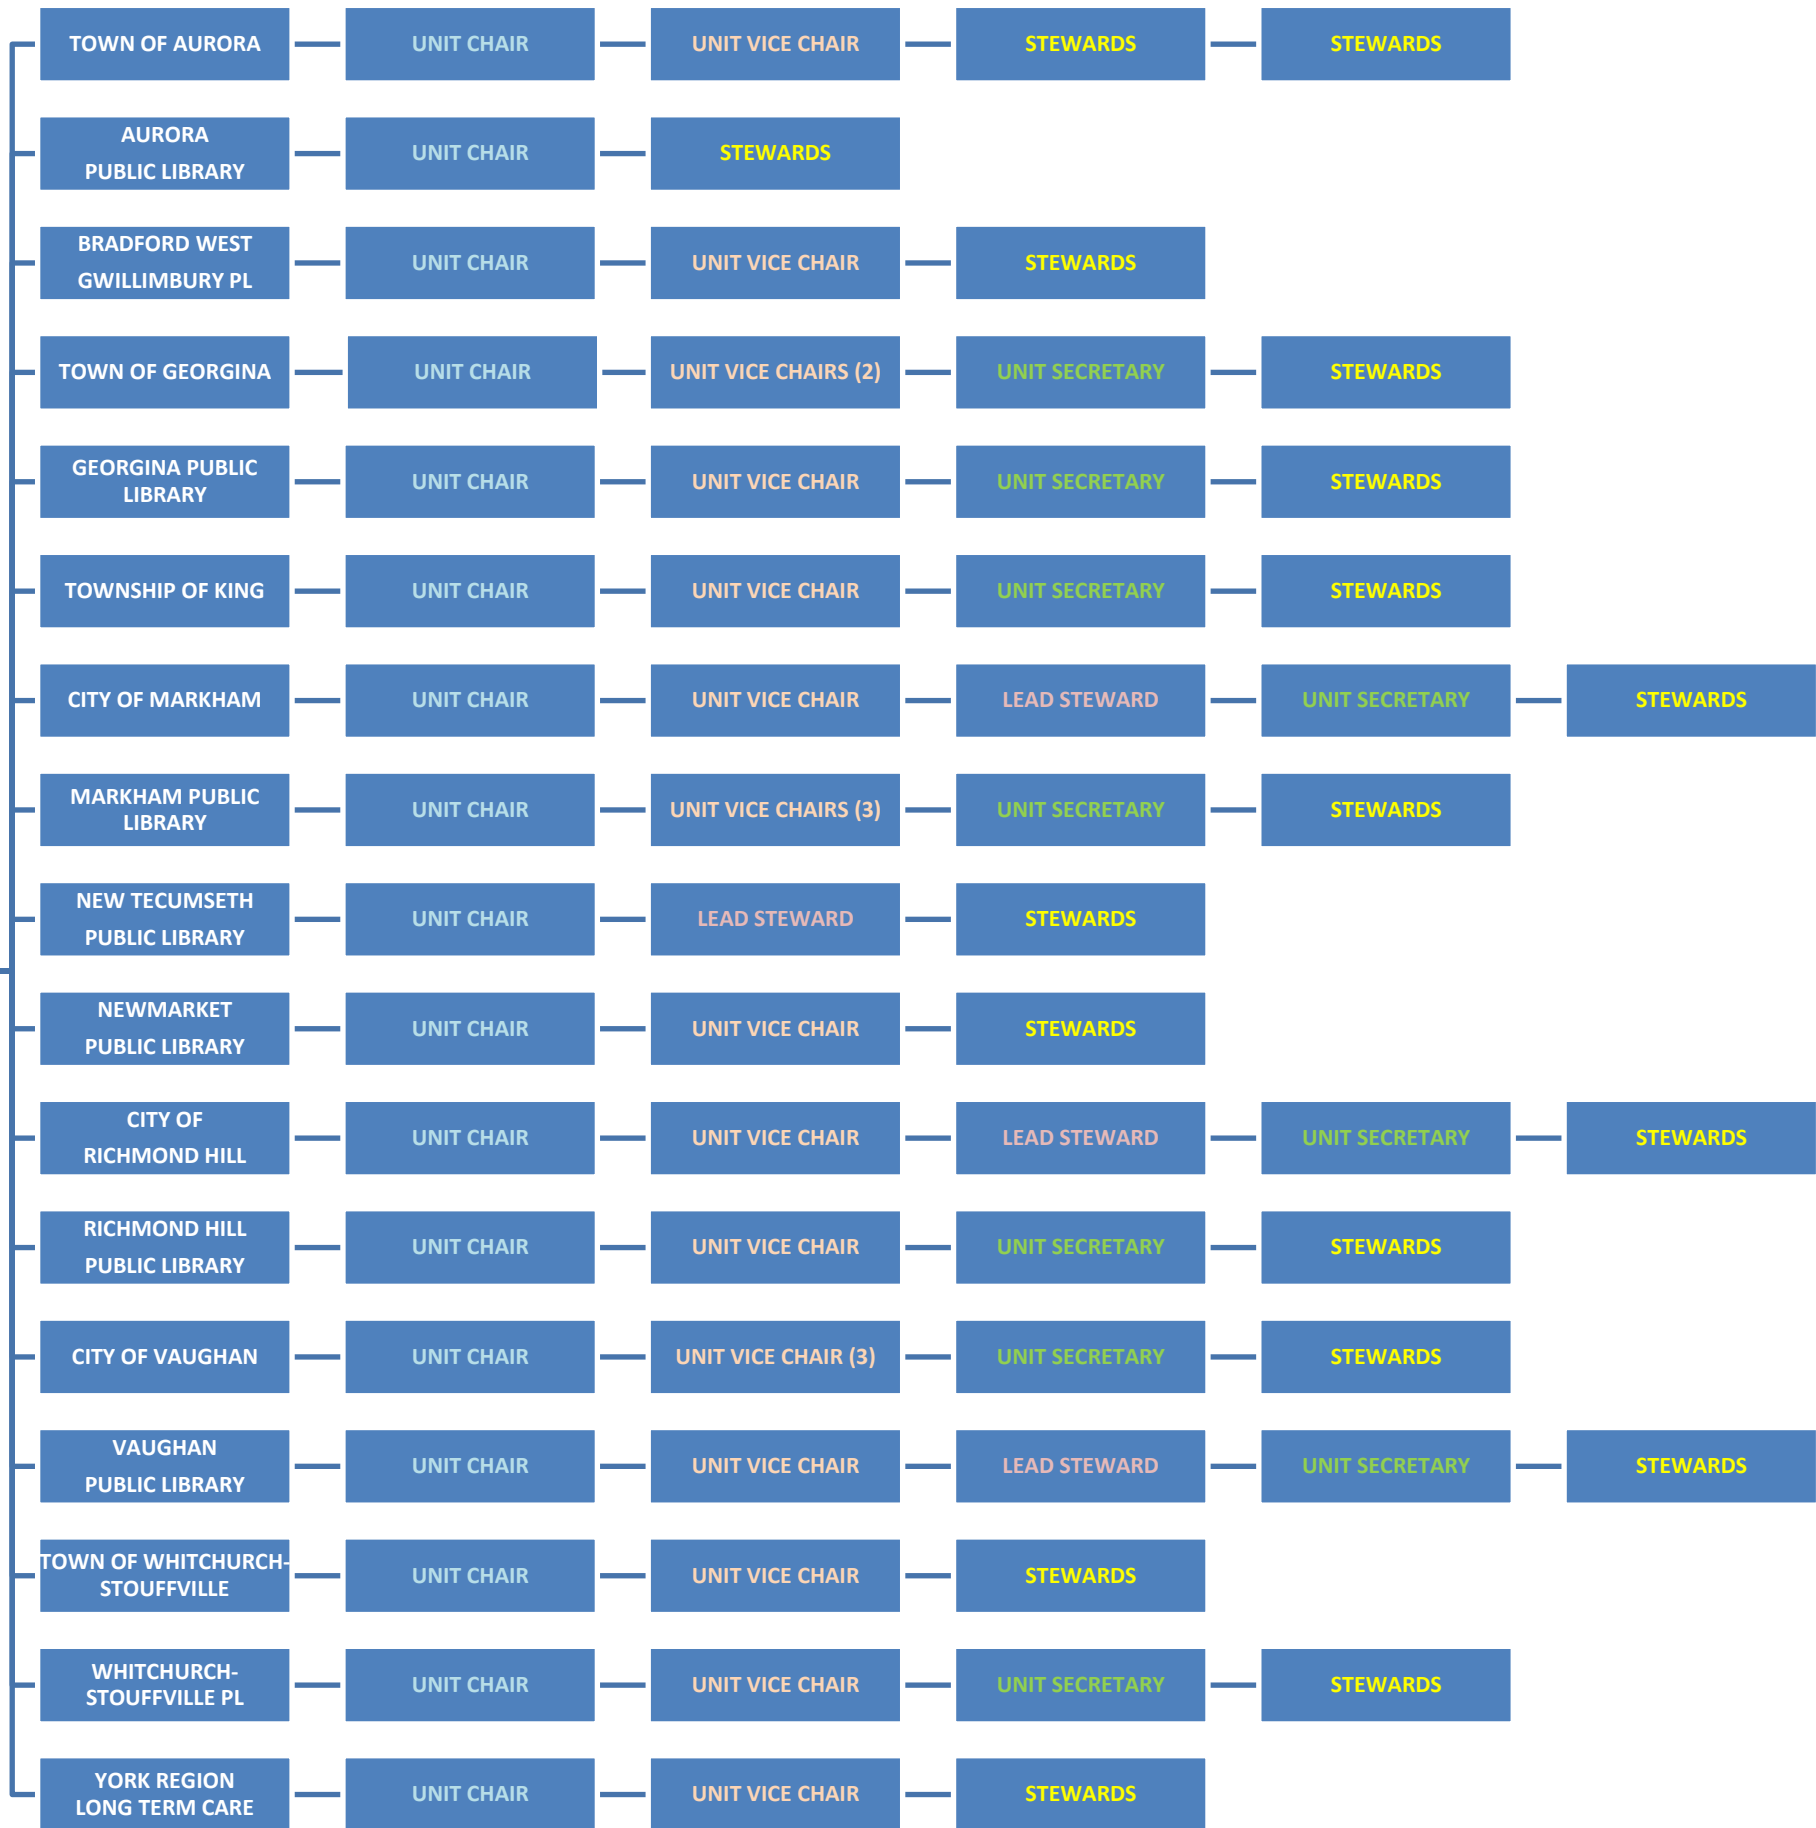 TOWN OF AURORA
UNIT CHAIR
UNIT VICE CHAIR
STEWARDS
STEWARDS
AURORA
PUBLIC LIBRARY
UNIT CHAIR
STEWARDS
BRADFORD WEST
GWILLIMBURY PL
UNIT CHAIR
UNIT VICE CHAIR
STEWARDS
TOWN OF GEORGINA
UNIT CHAIR
UNIT VICE CHAIRS (2)
UNIT SECRETARY
STEWARDS
GEORGINA PUBLIC
LIBRARY
UNIT CHAIR
UNIT VICE CHAIR
UNIT SECRETARY
STEWARDS
TOWNSHIP OF KING
UNIT CHAIR
UNIT VICE CHAIR
UNIT SECRETARY
STEWARDS
CITY OF MARKHAM
UNIT CHAIR
UNIT VICE CHAIR
LEAD STEWARD
UNIT SECRETARY
STEWARDS
MARKHAM PUBLIC
LIBRARY
UNIT CHAIR
UNIT VICE CHAIRS (3)
UNIT SECRETARY
STEWARDS
NEW TECUMSETH
PUBLIC LIBRARY
UNIT CHAIR
LEAD STEWARD
STEWARDS
NEWMARKET
PUBLIC LIBRARY
UNIT CHAIR
UNIT VICE CHAIR
STEWARDS
CITY OF
RICHMOND HILL
UNIT CHAIR
UNIT VICE CHAIR
LEAD STEWARD
UNIT SECRETARY
STEWARDS
RICHMOND HILL
PUBLIC LIBRARY
UNIT CHAIR
UNIT VICE CHAIR
UNIT SECRETARY
STEWARDS
CITY OF VAUGHAN
UNIT CHAIR
UNIT VICE CHAIR (3)
UNIT SECRETARY
STEWARDS
VAUGHAN
PUBLIC LIBRARY
UNIT CHAIR
UNIT VICE CHAIR
LEAD STEWARD
UNIT SECRETARY
STEWARDS
TOWN OF WHITCHURCH-
STOUFFVILLE
UNIT CHAIR
UNIT VICE CHAIR
STEWARDS
WHITCHURCH-
STOUFFVILLE PL
UNIT CHAIR
UNIT VICE CHAIR
UNIT SECRETARY
STEWARDS
YORK REGION
LONG TERM CARE
UNIT CHAIR
UNIT VICE CHAIR
STEWARDS